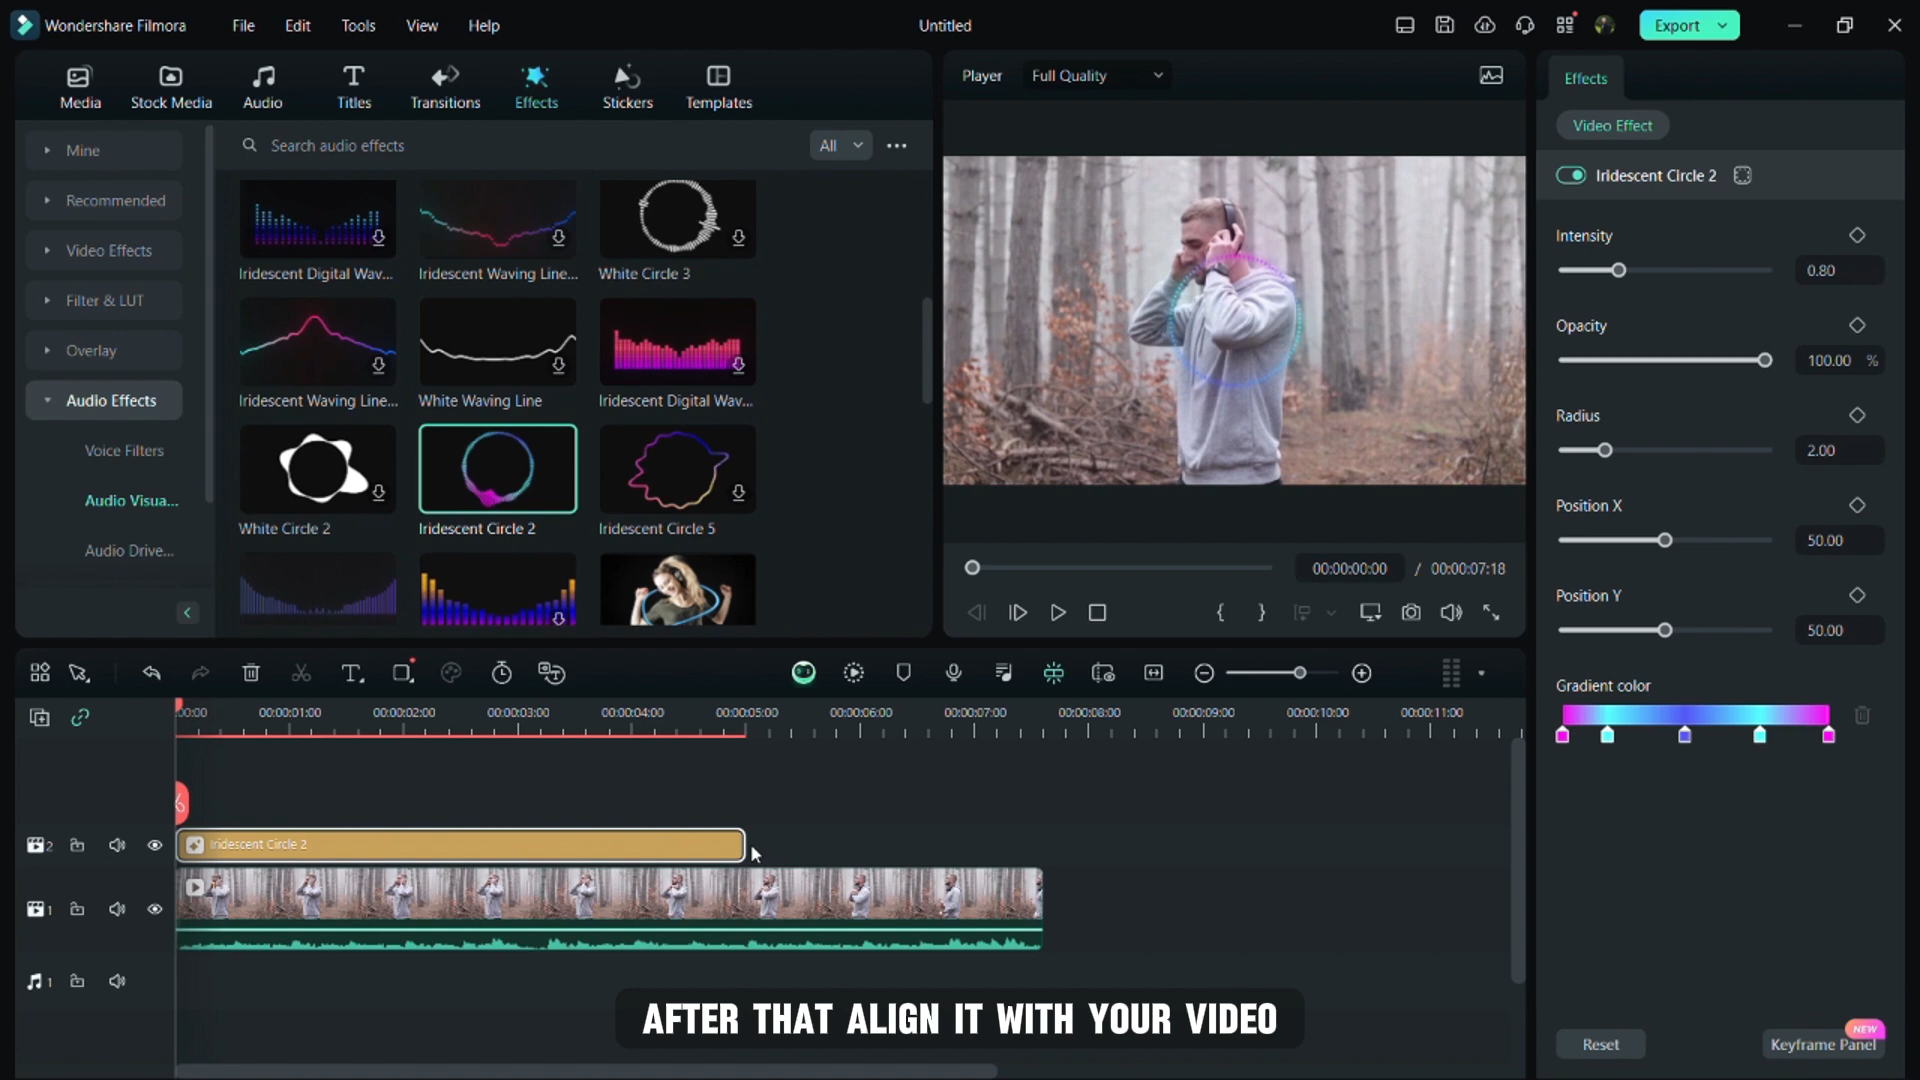 Wondershare Filmora
File
Edit
Tools
View
Help
Untitled
Export
Media
Stock Media
Audio
Titles
Transitions
Effects
Stickers
Templates
Player
Full Quality
Effects
Video Effect
Mine
Recommended
Video Effects
Filter & LUT
Overlay
Audio Effects
Voice Filters
Audio Visua...
Audio Drive...
Search audio effects
All
Iridescent Digital Wav...
Iridescent Waving Line...
White Circle 3
Iridescent Waving Line...
White Waving Line
Iridescent Digital Wav...
White Circle 2
Iridescent Circle 2
Iridescent Circle 5
00:00:00:00 / 00:00:07:18
Iridescent Circle 2
Intensity
0.80
Opacity
100.00 %
Radius
2.00
Position X
50.00
Position Y
50.00
Gradient color
Reset
Keyframe Panel
NEW
:00:00
00:00:01:00
00:00:02:00
00:00:03:00
00:00:04:00
00:00:05:00
00:00:06:00
00:00:07:00
00:00:08:00
00:00:09:00
00:00:10:00
00:00:11:00
2
Iridescent Circle 2
1
1
AFTER THAT ALIGN IT WITH YOUR VIDEO